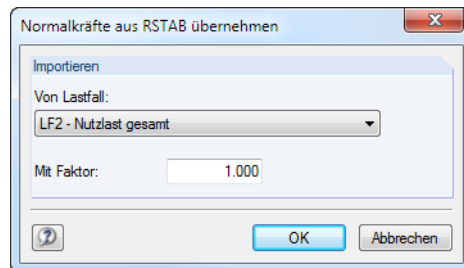 Normalkräfte aus RSTAB übernehmen
Importieren
Von Lastfall:
LF2 - Nutzlast gesamt
Mit Faktor:
1.000
OK
Abbrechen